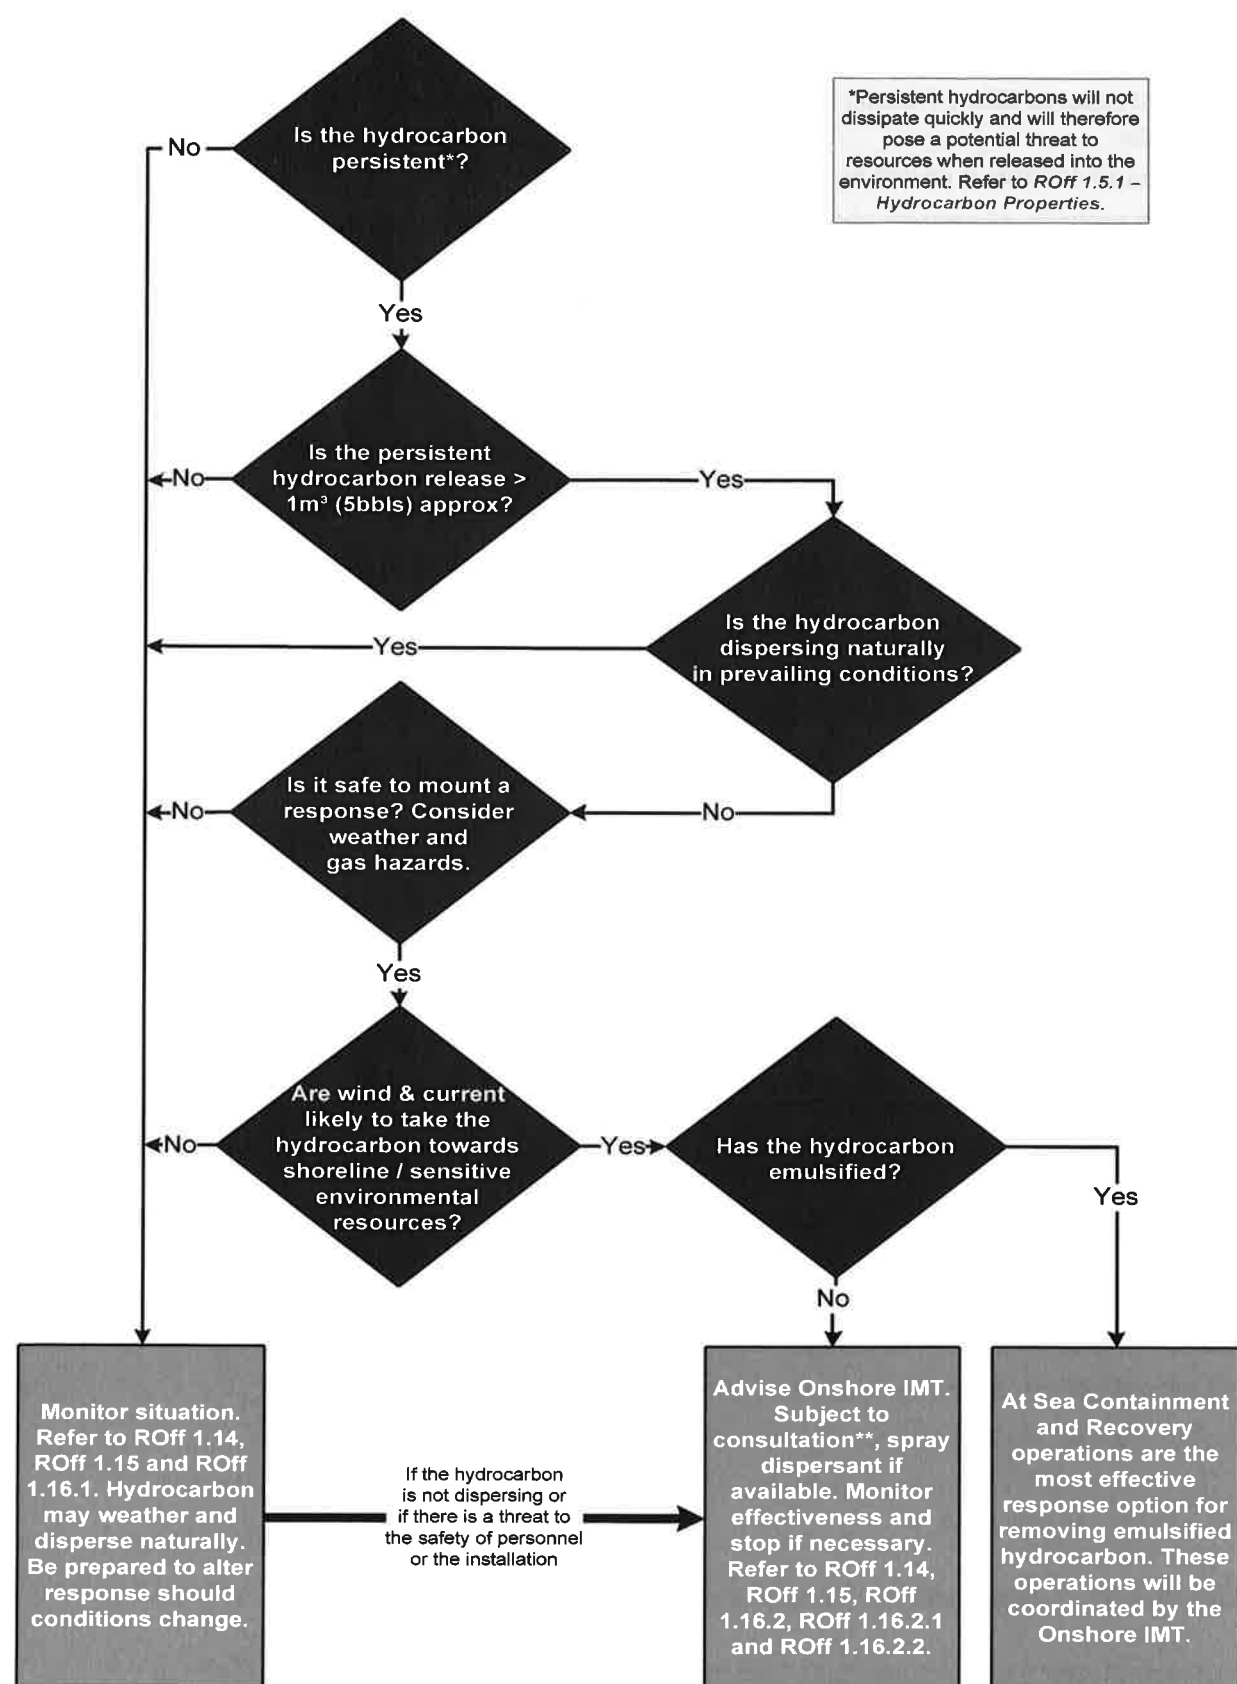 *Persistent hydrocarbons will not
dissipate quickly and will therefore
pose a potential threat to
resources when released into the
environment. Refer to ROff 1.5.1 –
Hydrocarbon Properties.
Is the hydrocarbon
persistent*?
No
Yes
Is the persistent
hydrocarbon release >
1m³ (5bbls) approx?
No
Yes
Is the hydrocarbon
dispersing naturally
in prevailing conditions?
Yes
No
Is it safe to mount a
response? Consider
weather and
gas hazards.
No
Yes
Are wind & current
likely to take the
hydrocarbon towards
shoreline / sensitive
environmental
resources?
No
Yes
Has the hydrocarbon
emulsified?
Yes
No
Monitor situation.
Refer to ROff 1.14,
ROff 1.15 and ROff
1.16.1. Hydrocarbon
may weather and
disperse naturally.
Be prepared to alter
response should
conditions change.
If the hydrocarbon
is not dispersing or
if there is a threat to
the safety of personnel
or the installation
Advise Onshore IMT.
Subject to
consultation**, spray
dispersant if
available. Monitor
effectiveness and
stop if necessary.
Refer to ROff 1.14,
ROff 1.15, ROff
1.16.2, ROff 1.16.2.1
and ROff 1.16.2.2.
At Sea Containment
and Recovery
operations are the
most effective
response option for
removing emulsified
hydrocarbon. These
operations will be
coordinated by the
Onshore IMT.